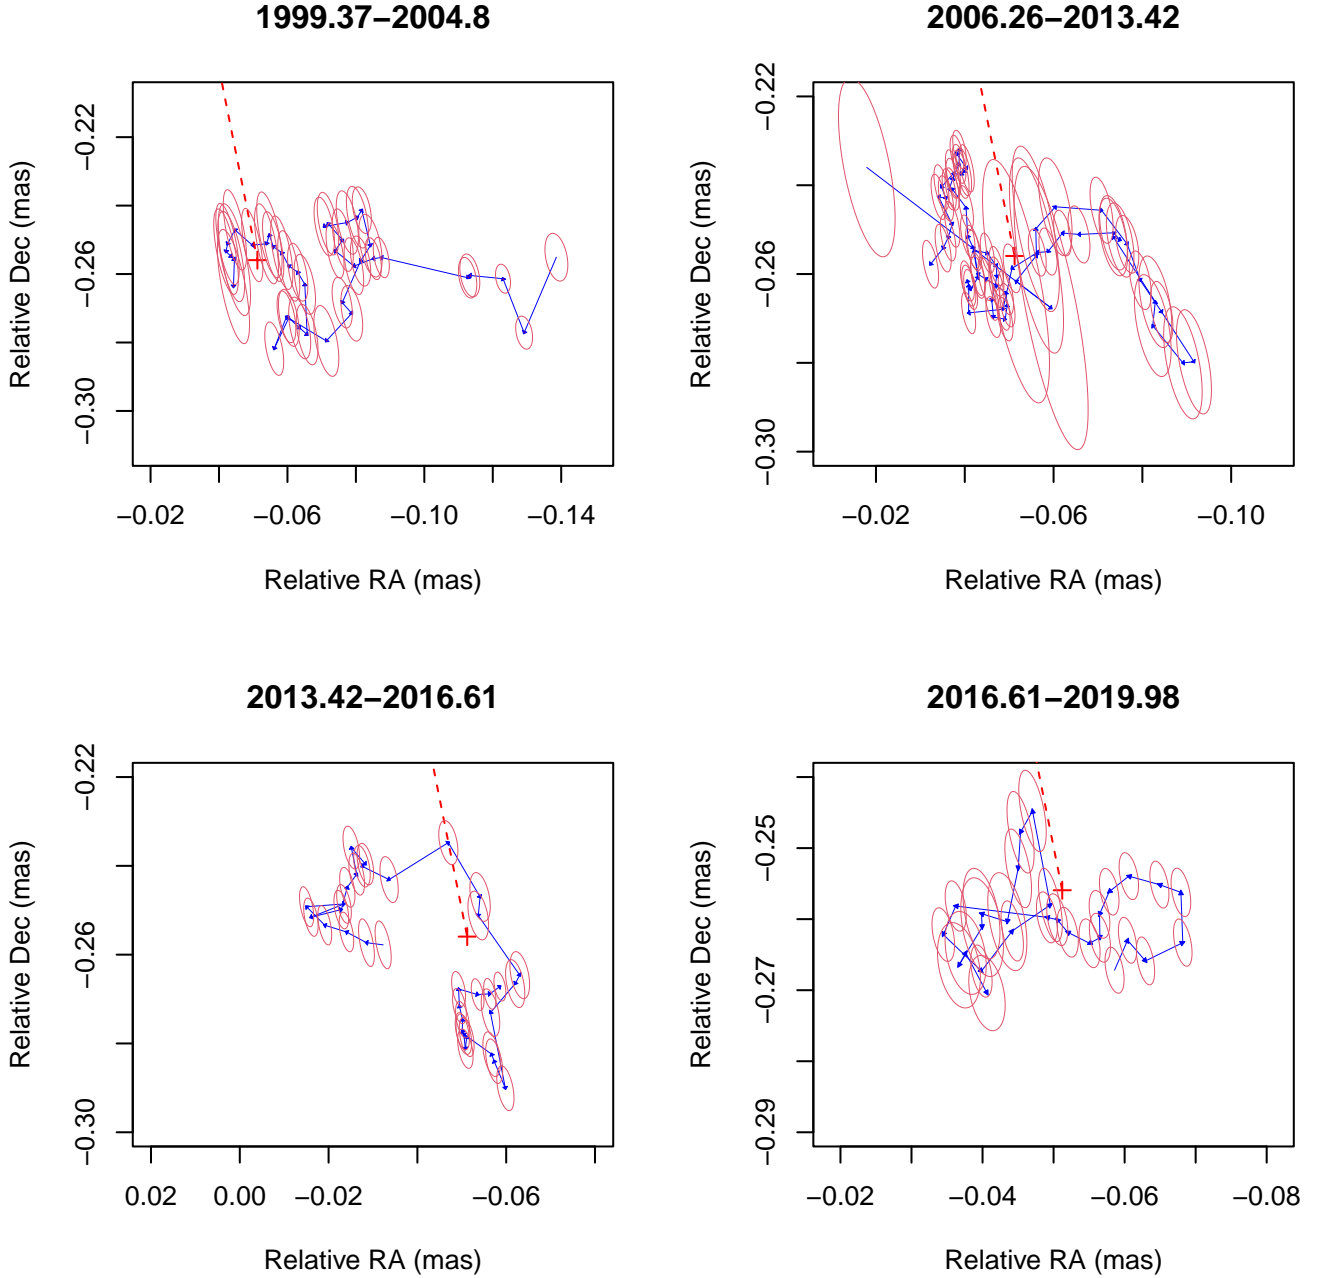 1999.37−2004.8
−0.22
−0.26
−0.30
Relative Dec (mas)
−0.02 −0.06 −0.10 −0.14
Relative RA (mas)
2006.26−2013.42
−0.22
−0.26
−0.30
Relative Dec (mas)
−0.02 −0.06 −0.10
Relative RA (mas)
2013.42−2016.61
−0.22
−0.26
−0.30
Relative Dec (mas)
0.02 0.00 −0.02 −0.06
Relative RA (mas)
2016.61−2019.98
−0.25
−0.27
−0.29
Relative Dec (mas)
−0.02 −0.04 −0.06 −0.08
Relative RA (mas)